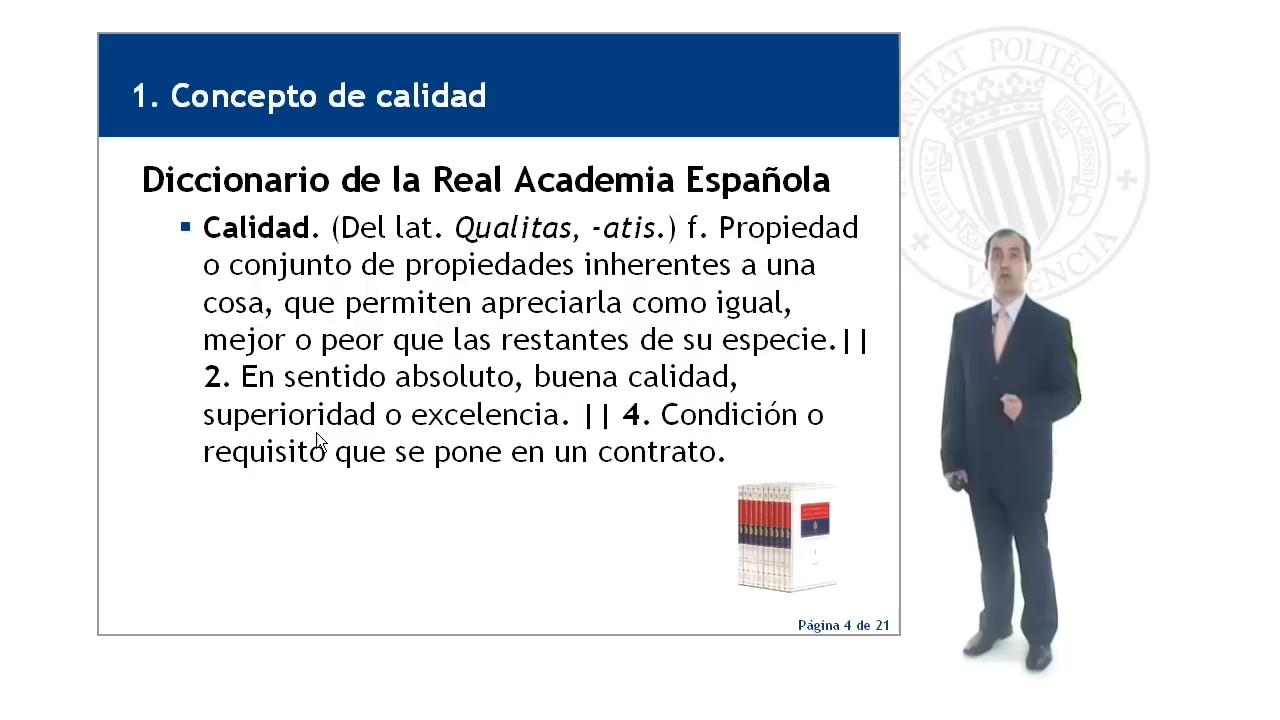 1. Concepto de calidad
Diccionario de la Real Academia Española
Calidad. (Del lat. Qualitas, -atis.) f. Propiedad
o conjunto de propiedades inherentes a una
cosa, que permiten apreciarla como igual,
mejor o peor que las restantes de su especie.||
2. En sentido absoluto, buena calidad,
superioridad o excelencia. || 4. Condición o
requisito que se pone en un contrato.
Página 4 de 21
POLITÈCNICA
VALENCIA